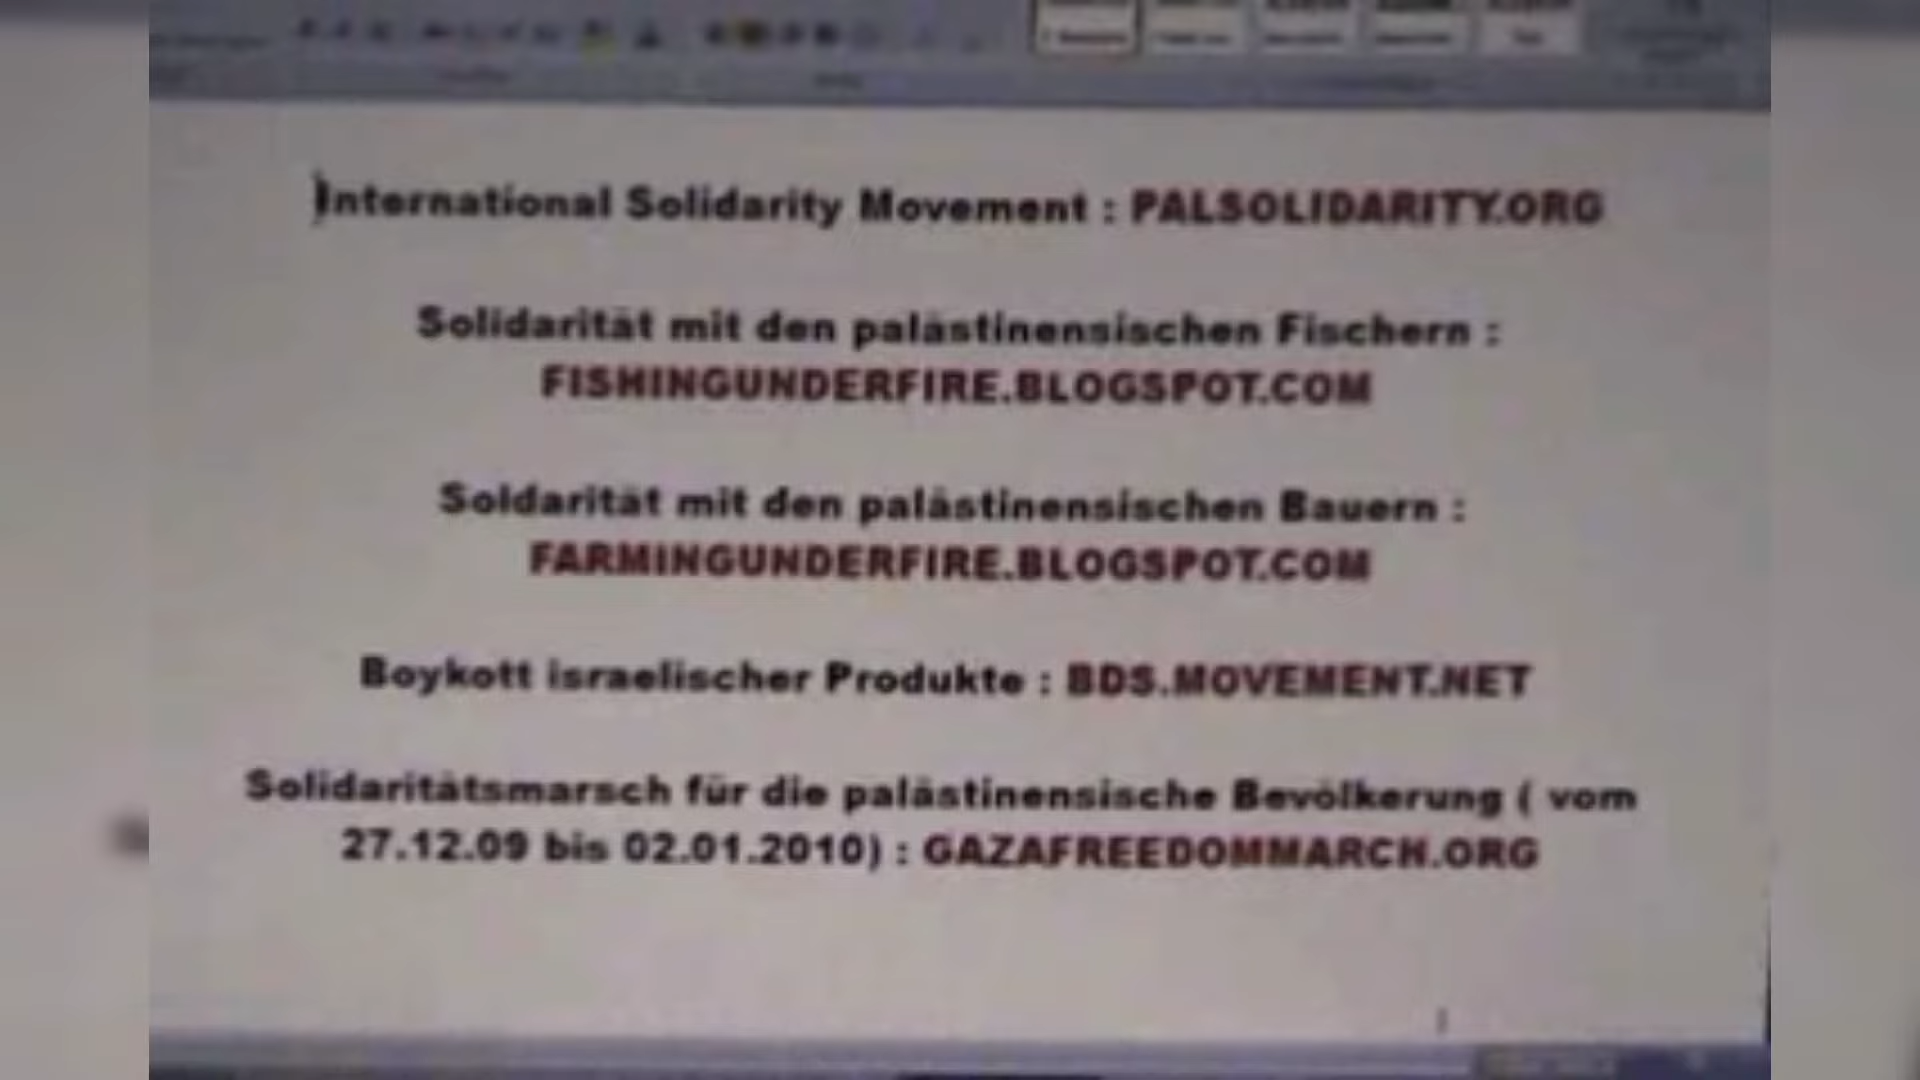 International Solidarity Movement : PALSOLIDARITY.ORG
Solidarität mit den palästinensischen Fischern :
FISHINGUNDERFIRE.BLOGSPOT.COM
Soldarität mit den palästinensischen Bauern :
FARMINGUNDERFIRE.BLOGSPOT.COM
Boykott israelischer Produkte : BDS.MOVEMENT.NET
Solidaritätsmarsch für die palästinensische Bevölkerung ( vom
27.12.09 bis 02.01.2010) : GAZAFREEDOMMARCH.ORG